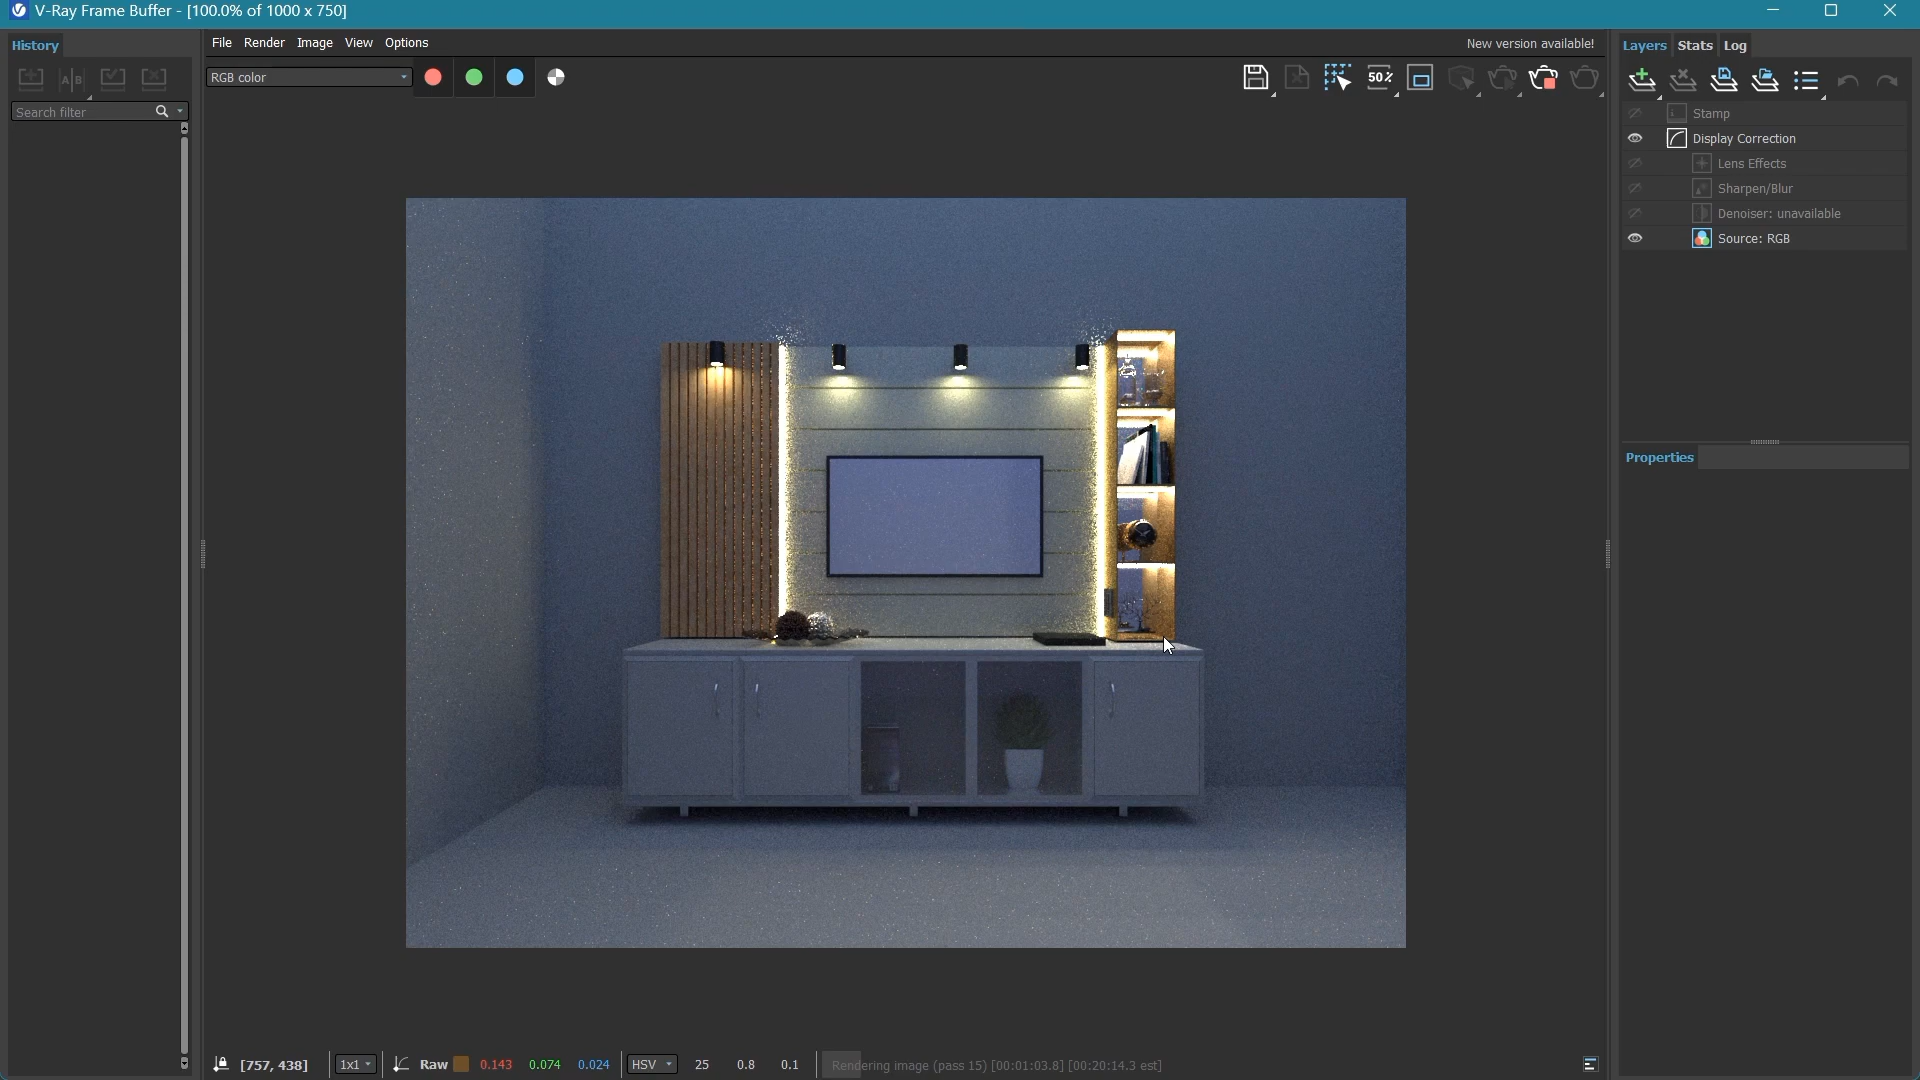 V-Ray Frame Buffer - [100.0% of 1000 x 750]
History
File Render Image View Options
New version available!
Layers Stats Log
RGB color
50%
A|B
Search filter
Stamp
Display Correction
Lens Effects
Sharpen/Blur
Denoiser: unavailable
Source: RGB
Properties
[757, 438]
1x1
Raw
0.143
0.074
0.024
HSV
25
0.8
0.1
Rendering image (pass 15) [00:01:03.8] [00:20:14.3 est]